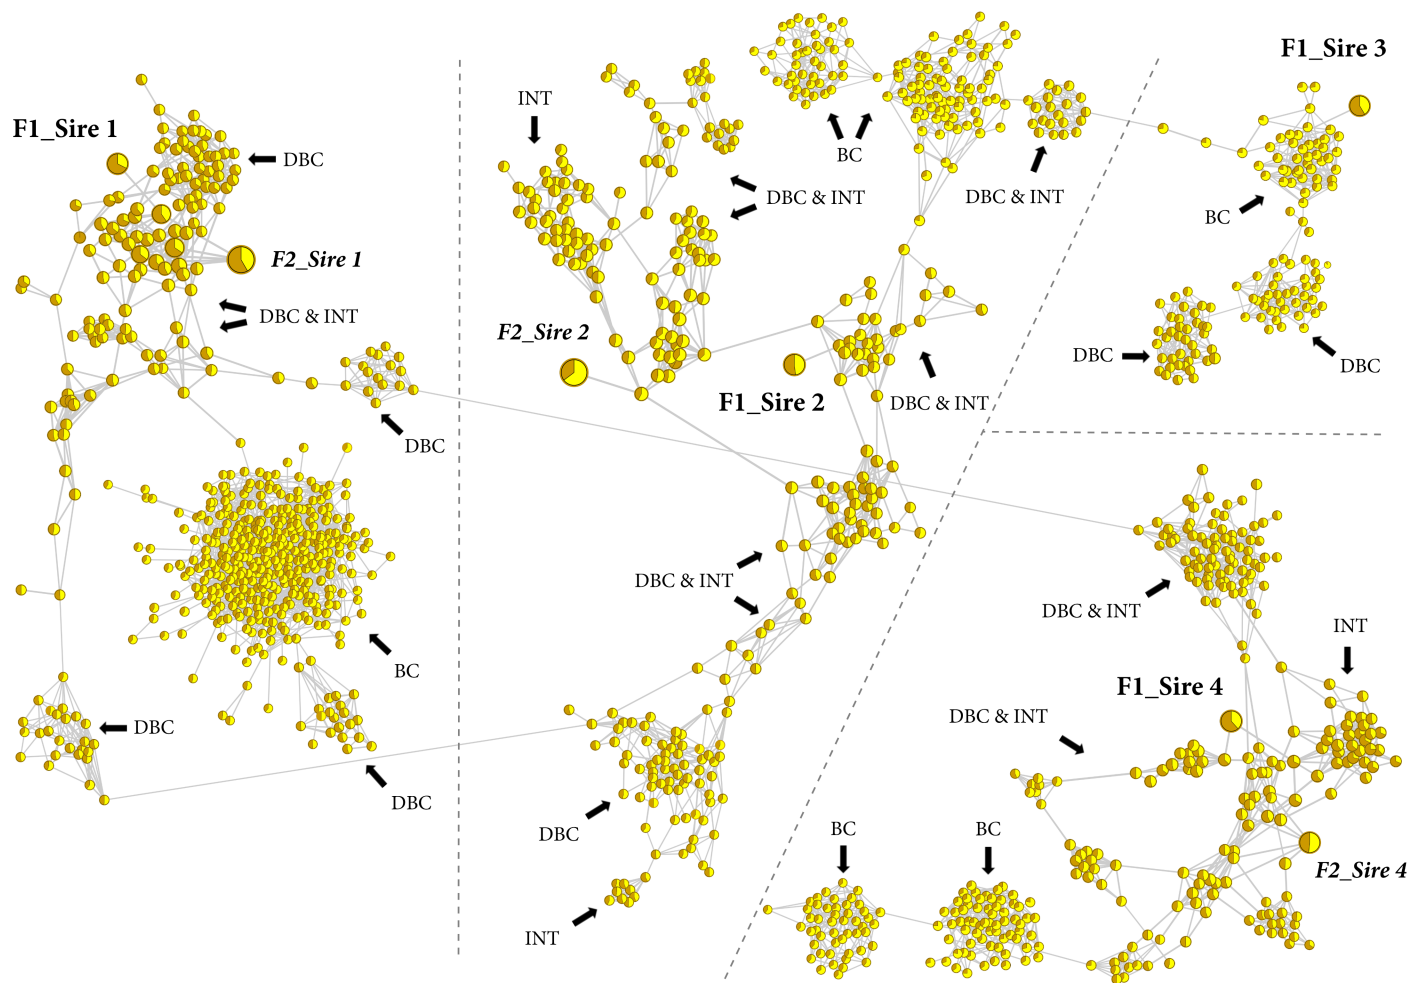 F1_Sire 1
DBC
F2_Sire 1
DBC & INT
DBC
BC
DBC
DBC
INT
BC
DBC & INT
DBC & INT
F2_Sire 2
F1_Sire 2
DBC & INT
DBC & INT
DBC
INT
F1_Sire 3
BC
DBC
DBC
DBC & INT
INT
F1_Sire 4
DBC & INT
BC
BC
F2_Sire 4